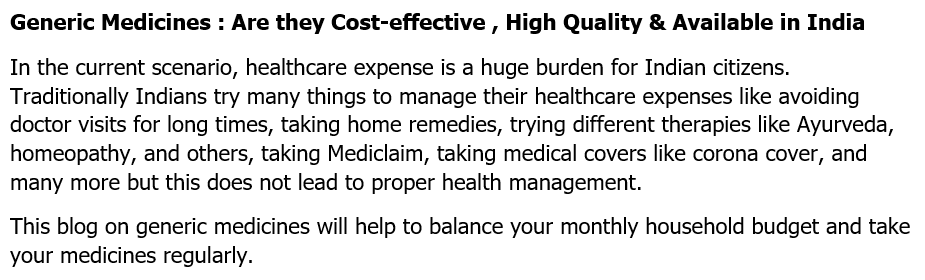 Generic Medicines : Are they Cost-effective , High Quality & Available in India
In the current scenario, healthcare expense is a huge burden for Indian citizens.
Traditionally Indians try many things to manage their healthcare expenses like avoiding
doctor visits for long times, taking home remedies, trying different therapies like Ayurveda,
homeopathy, and others, taking Mediclaim, taking medical covers like corona cover, and
many more but this does not lead to proper health management.
This blog on generic medicines will help to balance your monthly household budget and take
your medicines regularly.